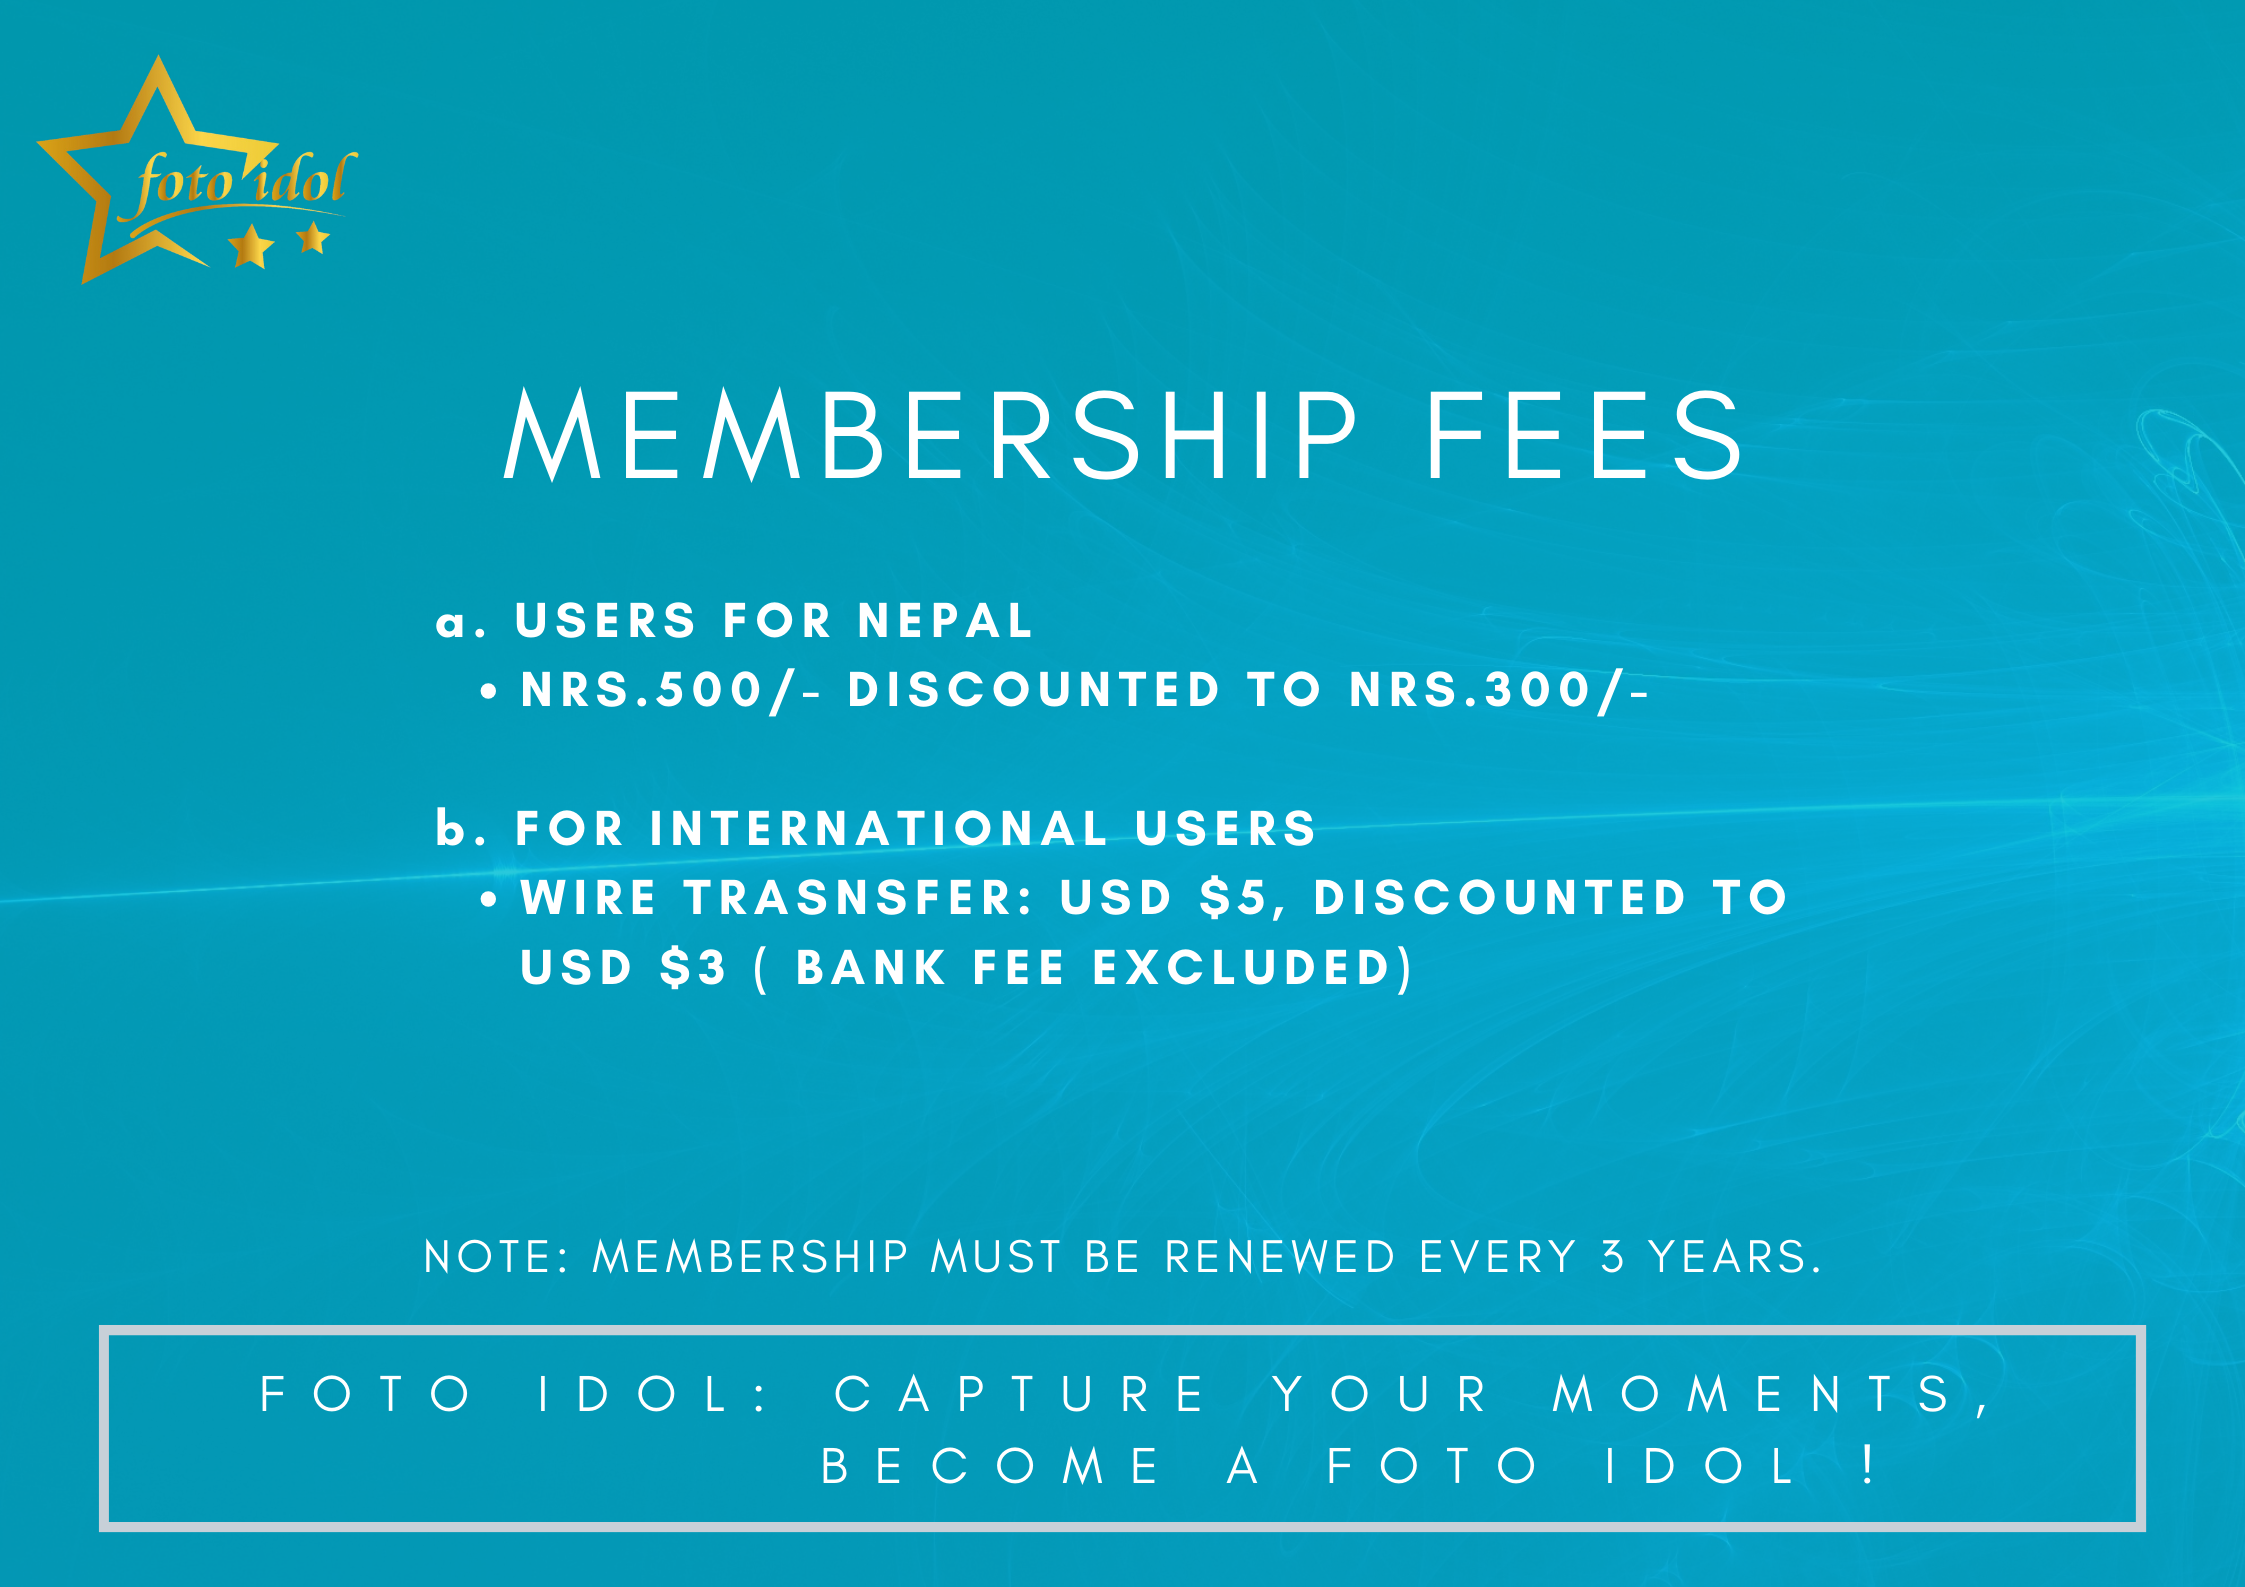 foto idol
MEMBERSHIP FEES
a. USERS FOR NEPAL
• NRS.500/- DISCOUNTED TO NRS.300/-
b. FOR INTERNATIONAL USERS
• WIRE TRASNSFER: USD $5, DISCOUNTED TO
USD $3 ( BANK FEE EXCLUDED)
NOTE: MEMBERSHIP MUST BE RENEWED EVERY 3 YEARS.
FOTO IDOL: CAPTURE YOUR MOMENTS,
BECOME A FOTO IDOL !